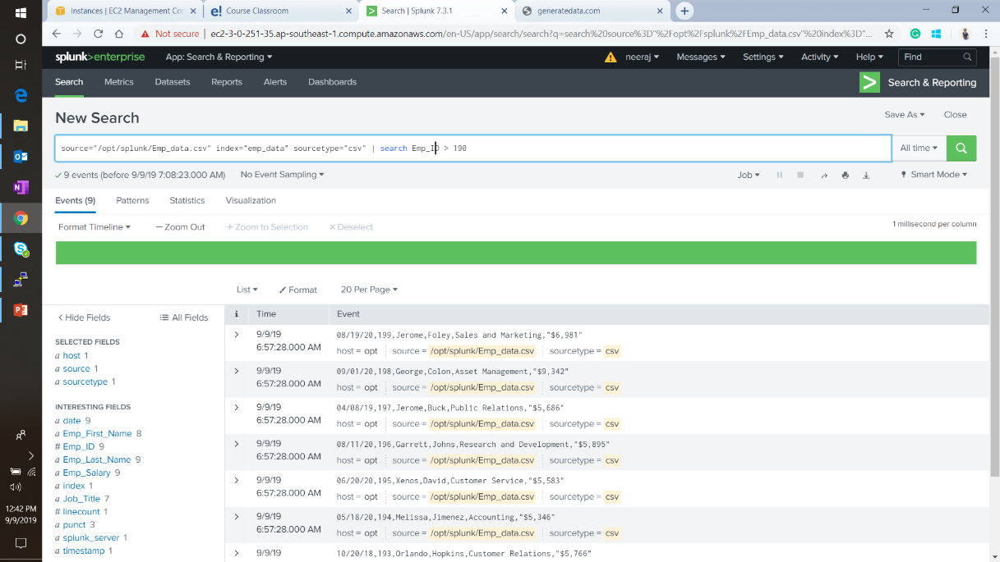 Instances | EC2 Management Con
Course Classroom
Search | Splunk 7.3.1
generatedata.com
Not secure | ec2-3-0-251-35.ap-southeast-1.compute.amazonaws.com/en-US/app/search/search?q=search%20source%3D"%2Fopt%2Fsplunk%2FEmp_data.csv"%20index%3D"...
splunk>enterprise App: Search & Reporting
neeraj Messages Settings Activity Help Find
Search Metrics Datasets Reports Alerts Dashboards
Search & Reporting
New Search
Save As Close
source="/opt/splunk/Emp_data.csv" index="emp_data" sourcetype="csv" | search Emp_ID > 190
All time
9 events (before 9/9/19 7:08:23.000 AM) No Event Sampling
Job Smart Mode
Events (9) Patterns Statistics Visualization
Format Timeline — Zoom Out + Zoom to Selection × Deselect
1 millisecond per column
List Format 20 Per Page
< Hide Fields All Fields
SELECTED FIELDS
a host 1
a source 1
a sourcetype 1
INTERESTING FIELDS
a date 9
a Emp_First_Name 8
# Emp_ID 9
a Emp_Last_Name 9
a Emp_Salary 9
a index 1
a Job_Title 7
# linecount 1
a punct 3
a splunk_server 1
a timestamp 1
i Time Event
9/9/19
6:57:28.000 AM
08/19/20,199,Jerome,Foley,Sales and Marketing,"$6,981"
host = opt source = /opt/splunk/Emp_data.csv sourcetype = csv
9/9/19
6:57:28.000 AM
09/01/20,198,George,Colon,Asset Management,"$9,342"
host = opt source = /opt/splunk/Emp_data.csv sourcetype = csv
9/9/19
6:57:28.000 AM
04/08/19,197,Jerome,Buck,Public Relations,"$5,686"
host = opt source = /opt/splunk/Emp_data.csv sourcetype = csv
9/9/19
6:57:28.000 AM
08/11/20,196,Garrett,Johns,Research and Development,"$5,895"
host = opt source = /opt/splunk/Emp_data.csv sourcetype = csv
9/9/19
6:57:28.000 AM
06/20/20,195,Xenos,David,Customer Service,"$5,583"
host = opt source = /opt/splunk/Emp_data.csv sourcetype = csv
9/9/19
6:57:28.000 AM
05/18/20,194,Melissa,Jimenez,Accounting,"$5,346"
host = opt source = /opt/splunk/Emp_data.csv sourcetype = csv
9/9/19
10/20/18,193,Orlando,Hopkins,Customer Relations,"$5,766"
12:42 PM
9/9/2019